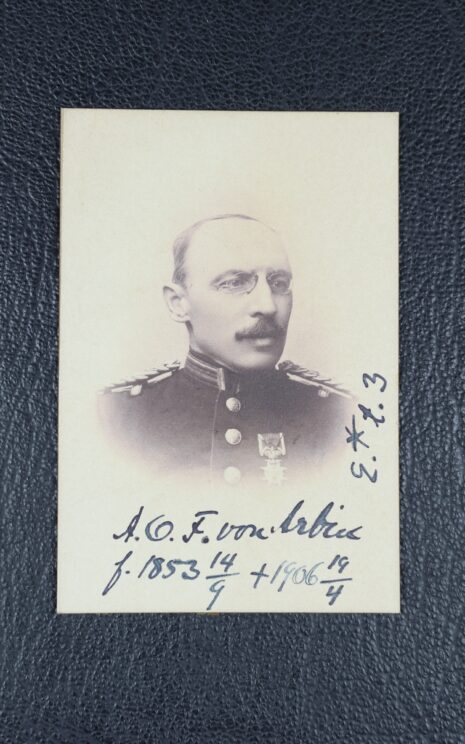 A. O. F. von Arbin
f. 1853 14/9 + 1906 19/4
E.* t. 3